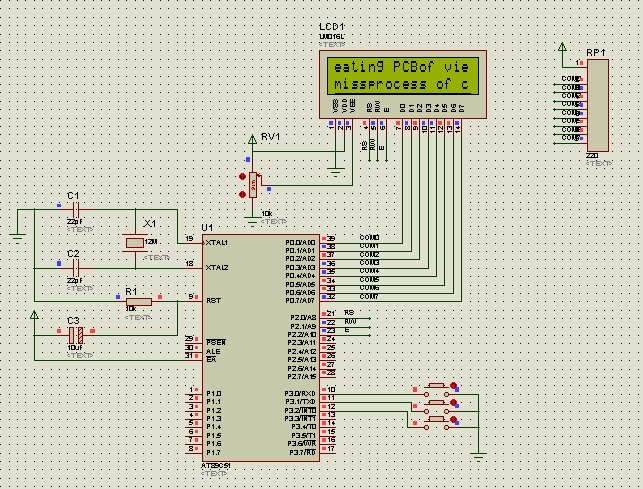 LCD1
LM016L
<TEXT>
eating PCBof vie
missprocess of c
VSS
VDD
VEE
RS
RW
E
D0
D1
D2
D3
D4
D5
D6
D7
1
2
3
4
5
6
7
8
9
10
11
12
13
14
RS
RW
E
RP1
1
COM0
COM2
COM3
COM4
COM5
COM6
COM7
220
<TEXT>
RV1
10k
<TEXT>
C1
22pF
<TEXT>
X1
12M
<TEXT>
C2
22pF
<TEXT>
R1
10k
<TEXT>
C3
10uF
<TEXT>
U1
19 XTAL1
18 XTAL2
9 RST
29 PSEN
30 ALE
31 EA
1 P1.0
2 P1.1
3 P1.2
4 P1.3
5 P1.4
6 P1.5
7 P1.6
8 P1.7
P0.0/AD0 39 COM0
P0.1/AD1 38 COM1
P0.2/AD2 37 COM2
P0.3/AD3 36 COM3
P0.4/AD4 35 COM4
P0.5/AD5 34 COM5
P0.6/AD6 33 COM6
P0.7/AD7 32 COM7
P2.0/A8 21 RS
P2.1/A9 22 RW
P2.2/A10 23 E
P2.3/A11 24
P2.4/A12 25
P2.5/A13 26
P2.6/A14 27
P2.7/A15 28
P3.0/RXD 10
P3.1/TXD 11
P3.2/INT0 12
P3.3/INT1 13
P3.4/T0 14
P3.5/T1 15
P3.6/WR 16
P3.7/RD 17
AT89C51
<TEXT>